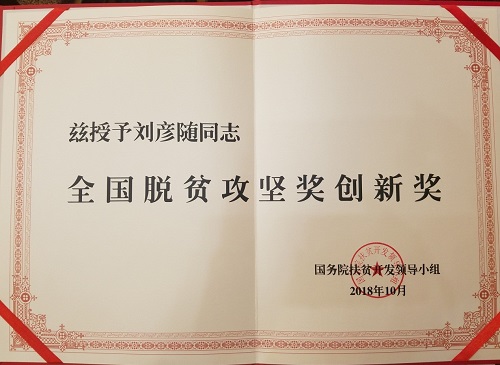 兹授予刘彦随同志
全国脱贫攻坚奖创新奖
国务院扶贫开发领导小组
2018年10月